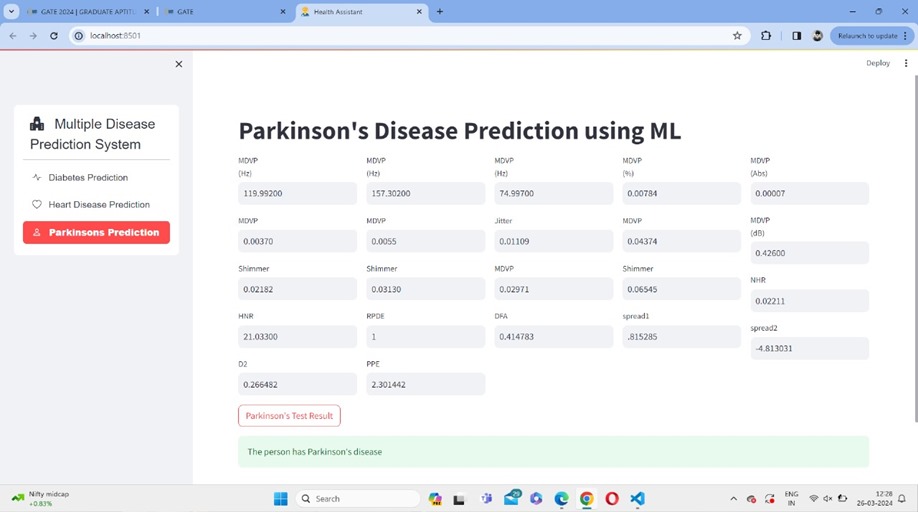 GATE 2024 | GRADUATE APTIT
GATE
Health Assistant
localhost:8501
Relaunch to update
Deploy
Multiple Disease
Prediction System
Diabetes Prediction
Heart Disease Prediction
Parkinsons Prediction
Parkinson's Disease Prediction using ML
MDVP MDVP MDVP MDVP MDVP
(Hz) (Hz) (Hz) (%) (Abs)
119.99200 157.30200 74.99700 0.00784 0.00007
MDVP MDVP Jitter MDVP MDVP
(dB)
0.00370 0.0055 0.01109 0.04374 0.42600
Shimmer Shimmer MDVP Shimmer NHR
0.02182 0.03130 0.02971 0.06545 0.02211
HNR RPDE DFA spread1 spread2
21.03300 1 0.414783 .815285 -4.813031
D2 PPE
0.266482 2.301442
Parkinson's Test Result
The person has Parkinson's disease
Nifty midcap
+0.83%
Search
ENG
IN
12:28
26-03-2024